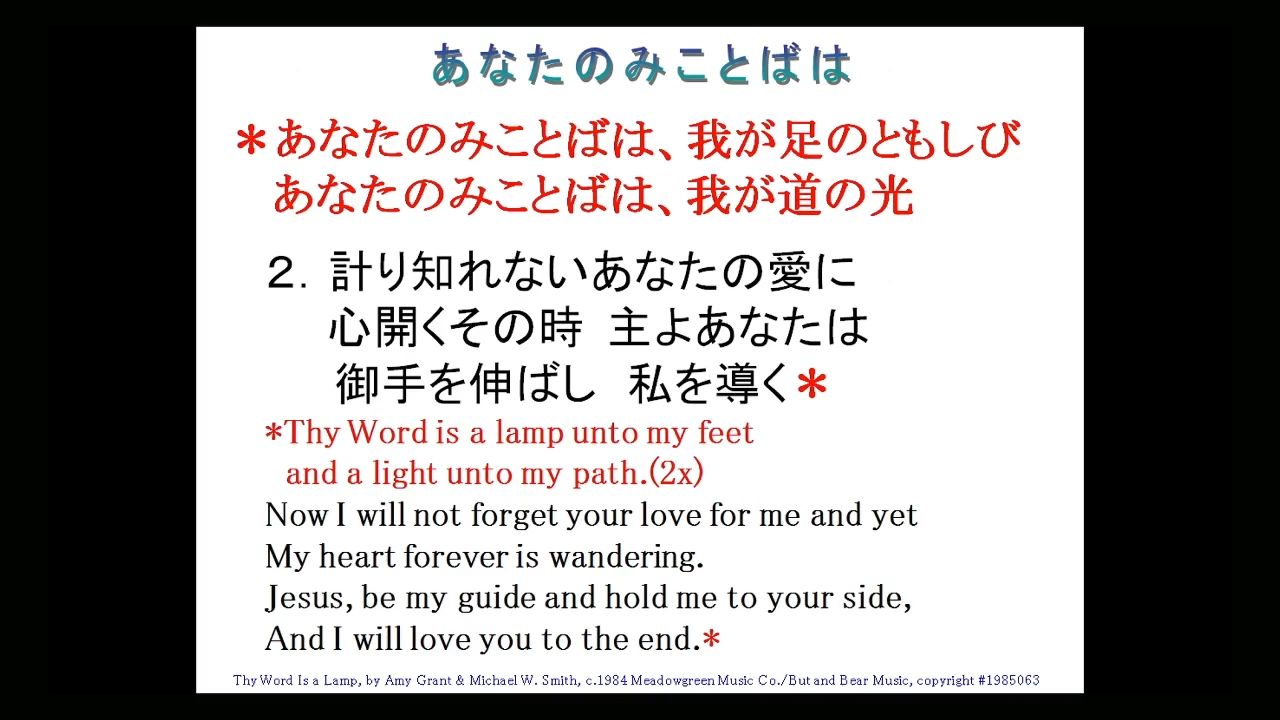 あなたのみことばは
＊あなたのみことばは、我が足のともしび
あなたのみことばは、我が道の光
２．計り知れないあなたの愛に
心開くその時　主よあなたは
御手を伸ばし　私を導く＊
*Thy Word is a lamp unto my feet
and a light unto my path.(2x)
Now I will not forget your love for me and yet
My heart forever is wandering.
Jesus, be my guide and hold me to your side,
And I will love you to the end.*
Thy Word Is a Lamp, by Amy Grant & Michael W. Smith, c.1984 Meadowgreen Music Co./But and Bear Music, copyright #1985063